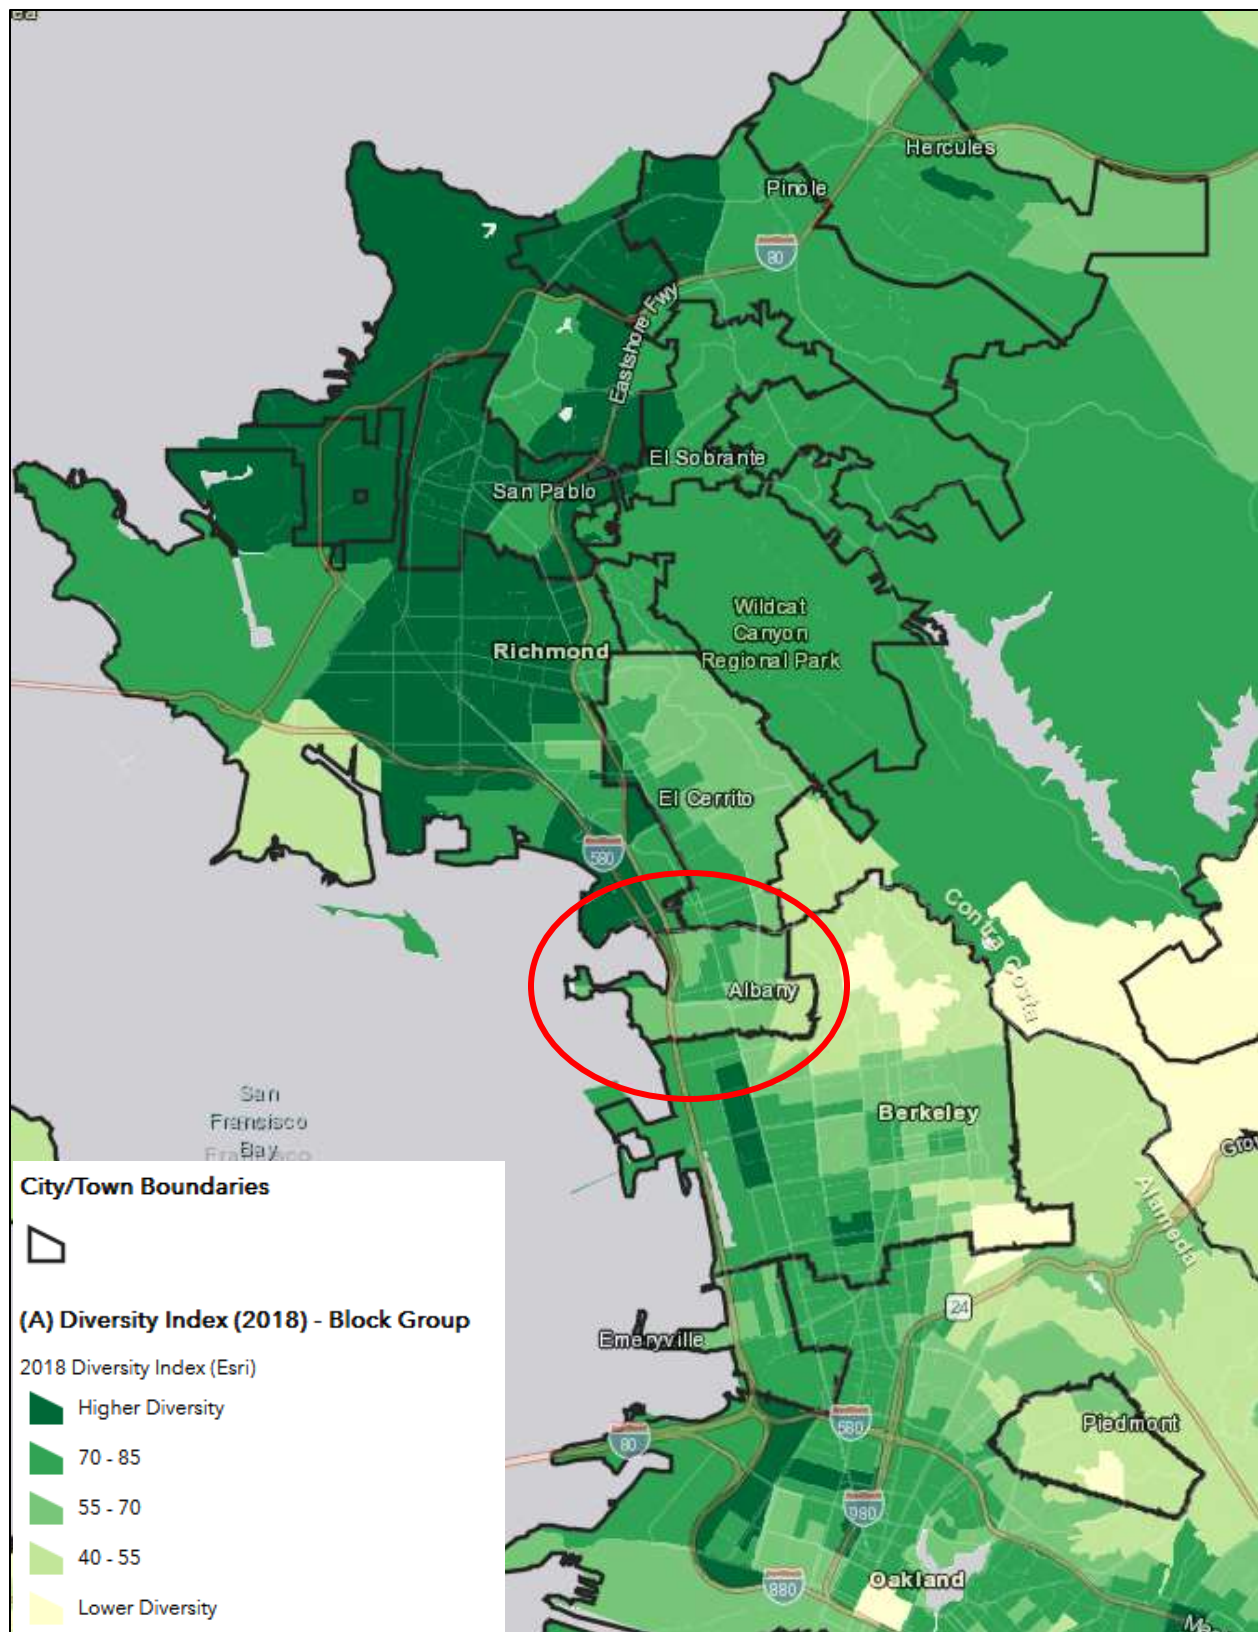 Hercules
Pinole
80
Eastshore Fwy
El Sobrante
San Pablo
Wildcat
Canyon
Regional Park
Richmond
El Cerrito
580
Contra Costa
Albany
San
Fransisco
Bay
Berkeley
Alameda
24
Emeryville
Piedmont
80
580
980
Oakland
880
City/Town Boundaries
(A) Diversity Index (2018) - Block Group
2018 Diversity Index (Esri)
Higher Diversity
70 - 85
55 - 70
40 - 55
Lower Diversity